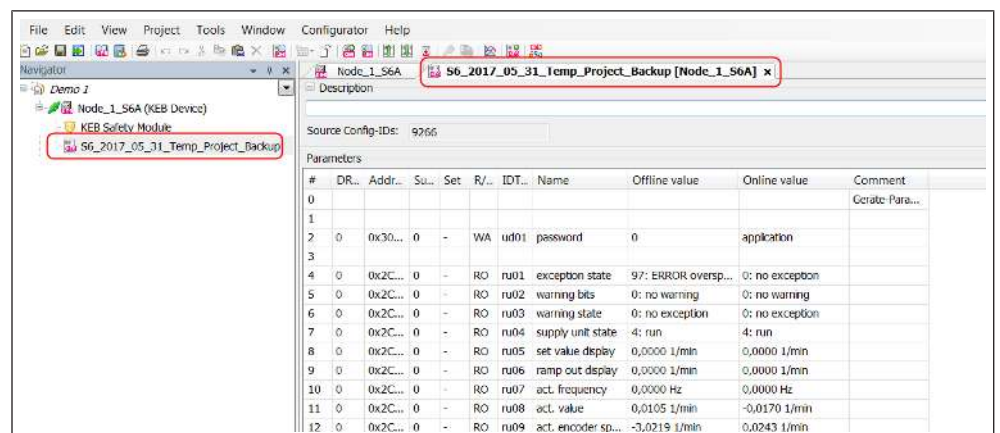 File Edit View Project Tools Window Configurator Help
Navigator
Node_1_S6A
S6_2017_05_31_Temp_Project_Backup [Node_1_S6A] x
Demo 1
Description
Node_1_S6A (KEB Device)
KEB Safety Module
Source Config-IDs: 9266
S6_2017_05_31_Temp_Project_Backup
Parameters
# DR... Addr... Su... Set R/... IDT... Name Offline value Online value Comment
0 Geräte-Para...
1
2 0 0x30... 0 - WA ud01 password 0 application
3
4 0 0x2C... 0 - RO ru01 exception state 97: ERROR oversp... 0: no exception
5 0 0x2C... 0 - RO ru02 warning bits 0: no warning 0: no warning
6 0 0x2C... 0 - RO ru03 warning state 0: no exception 0: no exception
7 0 0x2C... 0 - RO ru04 supply unit state 4: run 4: run
8 0 0x2C... 0 - RO ru05 set value display 0,0000 1/min 0,0000 1/min
9 0 0x2C... 0 - RO ru06 ramp out display 0,0000 1/min 0,0000 1/min
10 0 0x2C... 0 - RO ru07 act. frequency 0,0000 Hz 0,0000 Hz
11 0 0x2C... 0 - RO ru08 act. value 0,0105 1/min -0,0170 1/min
12 0 0x2C... 0 - RO ru09 act. encoder sp... -3,0219 1/min 0,0243 1/min